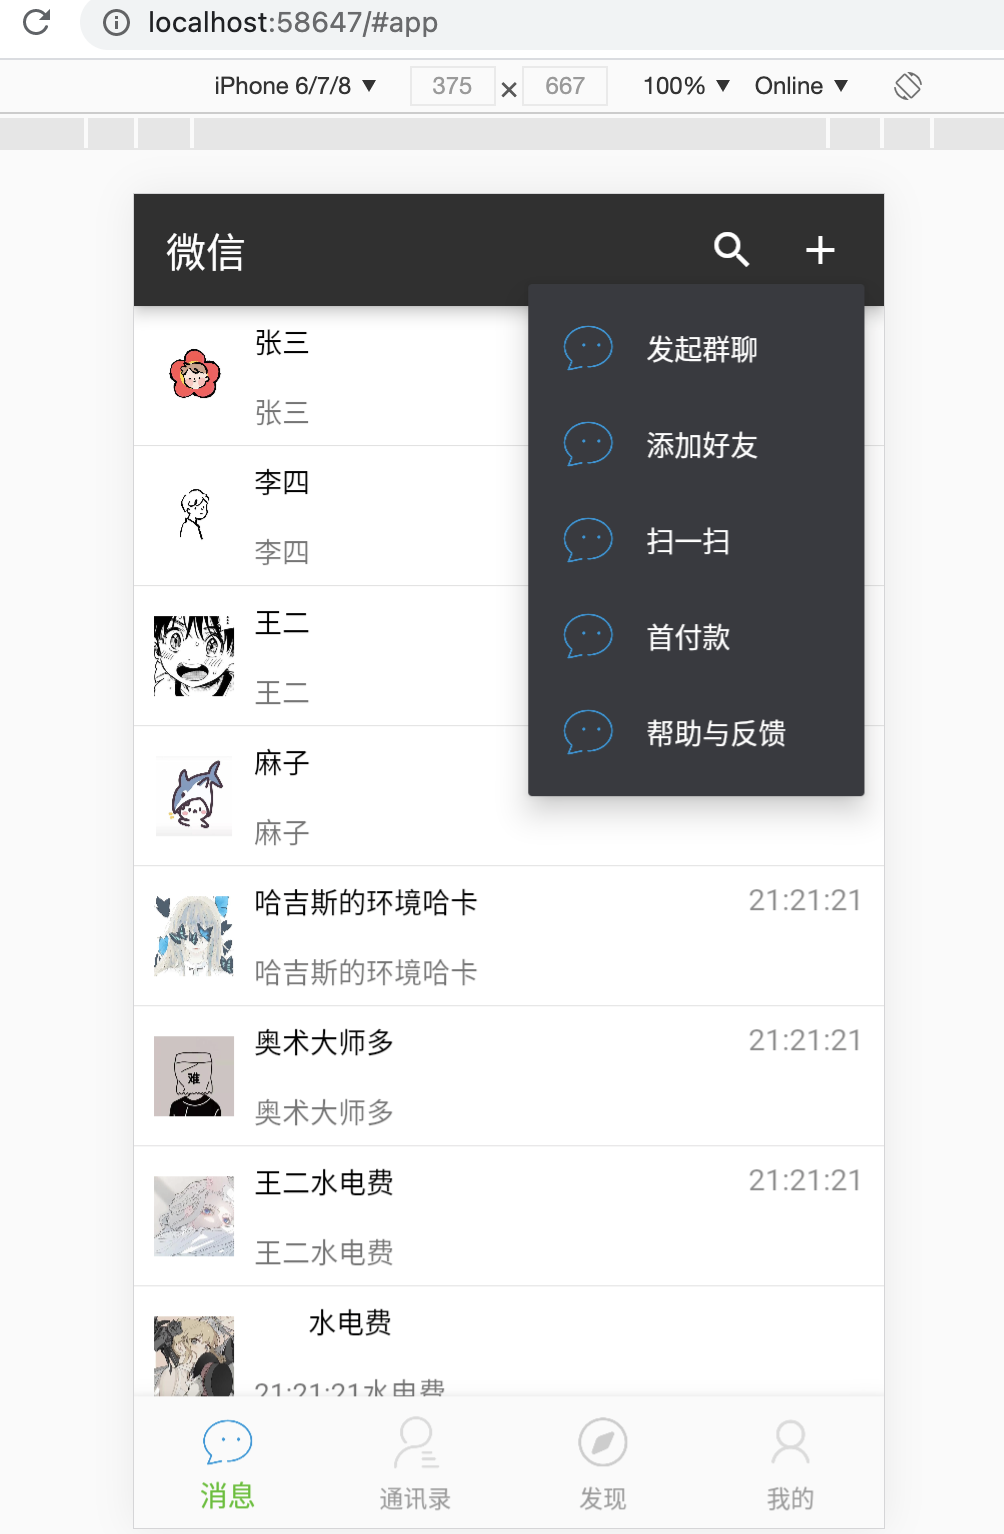 localhost:58647/#app
iPhone 6/7/8 ▼ 375 × 667 100% ▼ Online ▼
微信
发起群聊
添加好友
扫一扫
首付款
帮助与反馈
张三
张三
李四
李四
王二
王二
麻子
麻子
哈吉斯的环境哈卡 21:21:21
哈吉斯的环境哈卡
难
奥术大师多 21:21:21
奥术大师多
王二水电费 21:21:21
王二水电费
水电费
21:21:21水电费
消息 通讯录 发现 我的